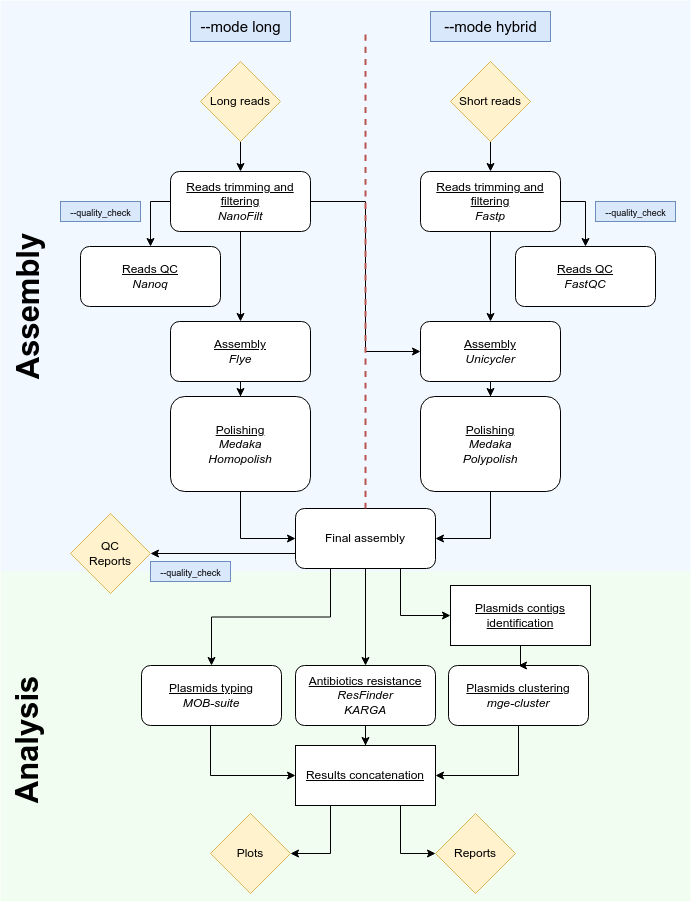 --mode long
--mode hybrid
Long reads
Short reads
Reads trimming and
filtering
NanoFilt
Reads trimming and
filtering
Fastp
--quality_check
--quality_check
Reads QC
Nanoq
Reads QC
FastQC
Assembly
Assembly
Flye
Assembly
Unicycler
Polishing
Medaka
Homopolish
Polishing
Medaka
Polypolish
Final assembly
QC
Reports
--quality_check
Plasmids contigs
identification
Analysis
Plasmids typing
MOB-suite
Antibiotics resistance
ResFinder
KARGA
Plasmids clustering
mge-cluster
Results concatenation
Plots
Reports